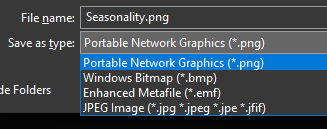 File name: Seasonality.png
Save as type: Portable Network Graphics (*.png)
Portable Network Graphics (*.png)
Windows Bitmap (*.bmp)
Enhanced Metafile (*.emf)
de Folders
JPEG Image (*.jpg *.jpeg *.jpe *.jfif)